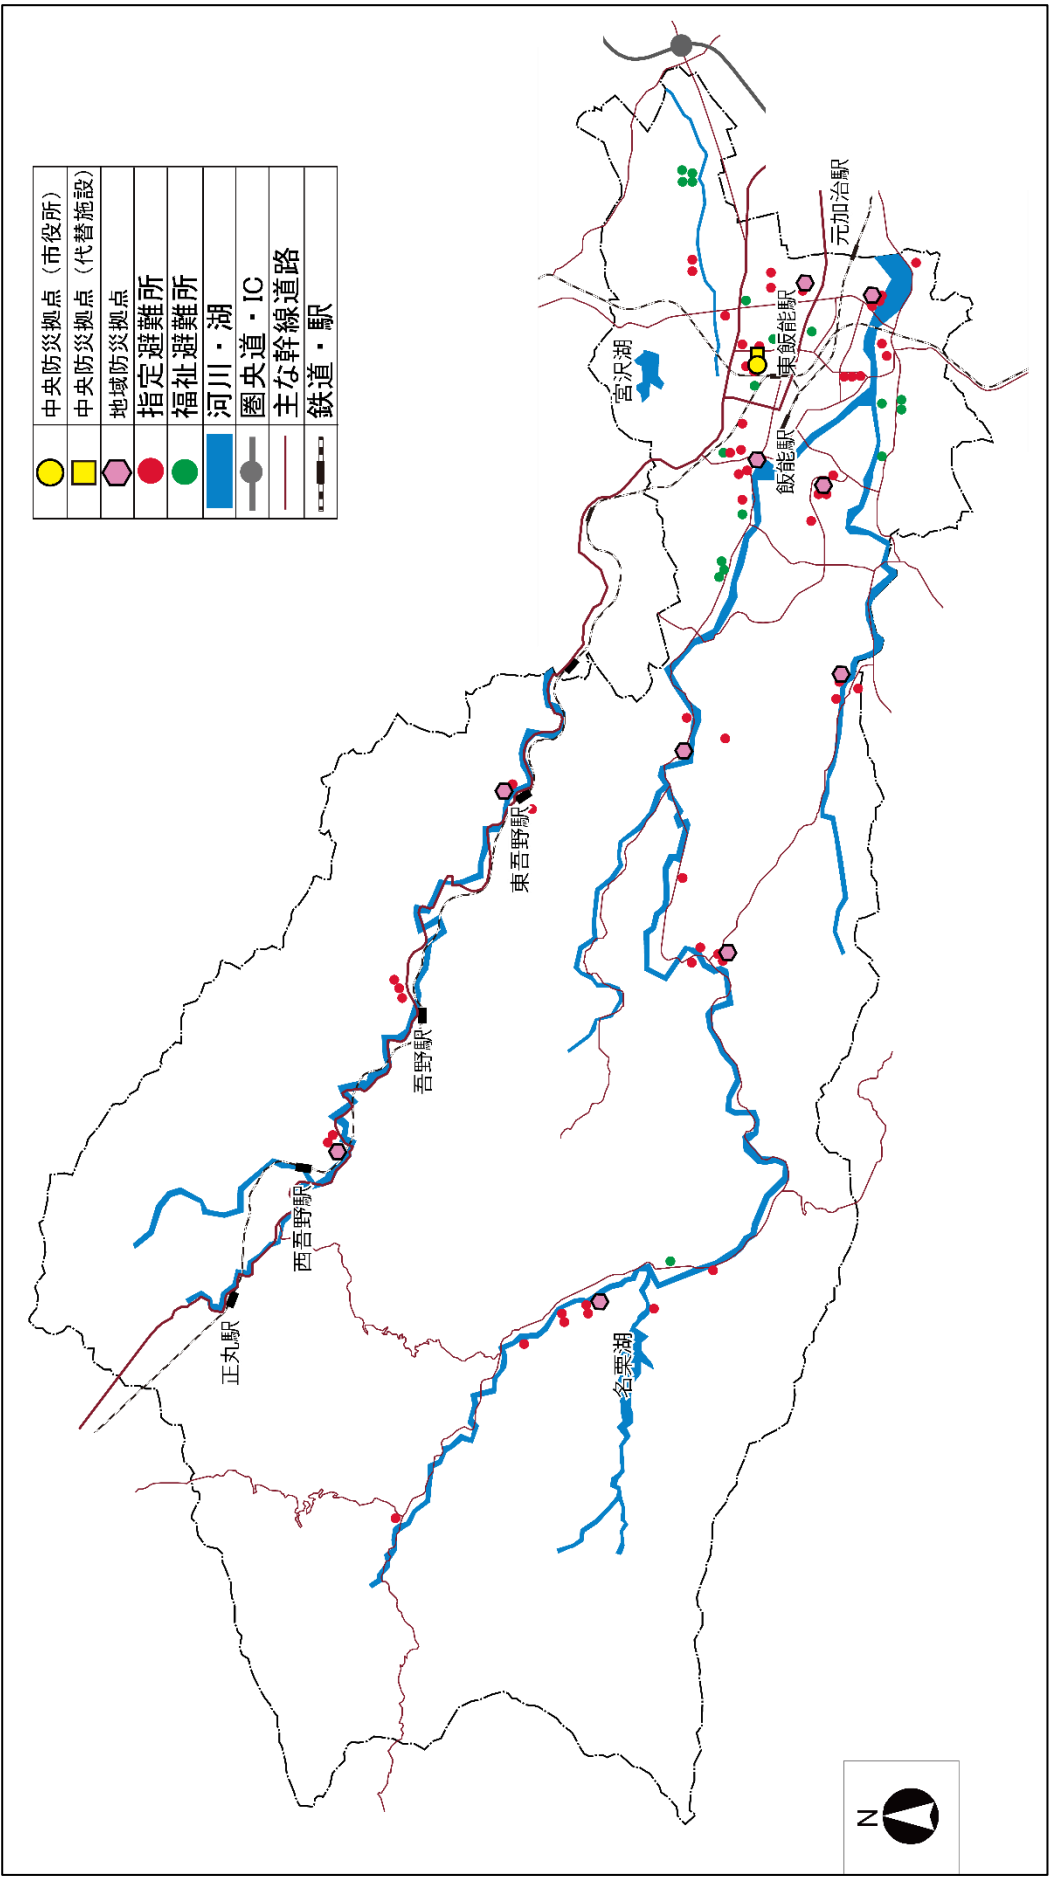 中央防災拠点（市役所）
中央防災拠点（代替施設）
地域防災拠点
指定避難所
福祉避難所
河川・湖
圏央道・IC
主な幹線道路
鉄道・駅
正丸駅
西吾野駅
吾野駅
東吾野駅
宮沢湖
飯能駅
東飯能駅
元加治駅
名栗湖
N